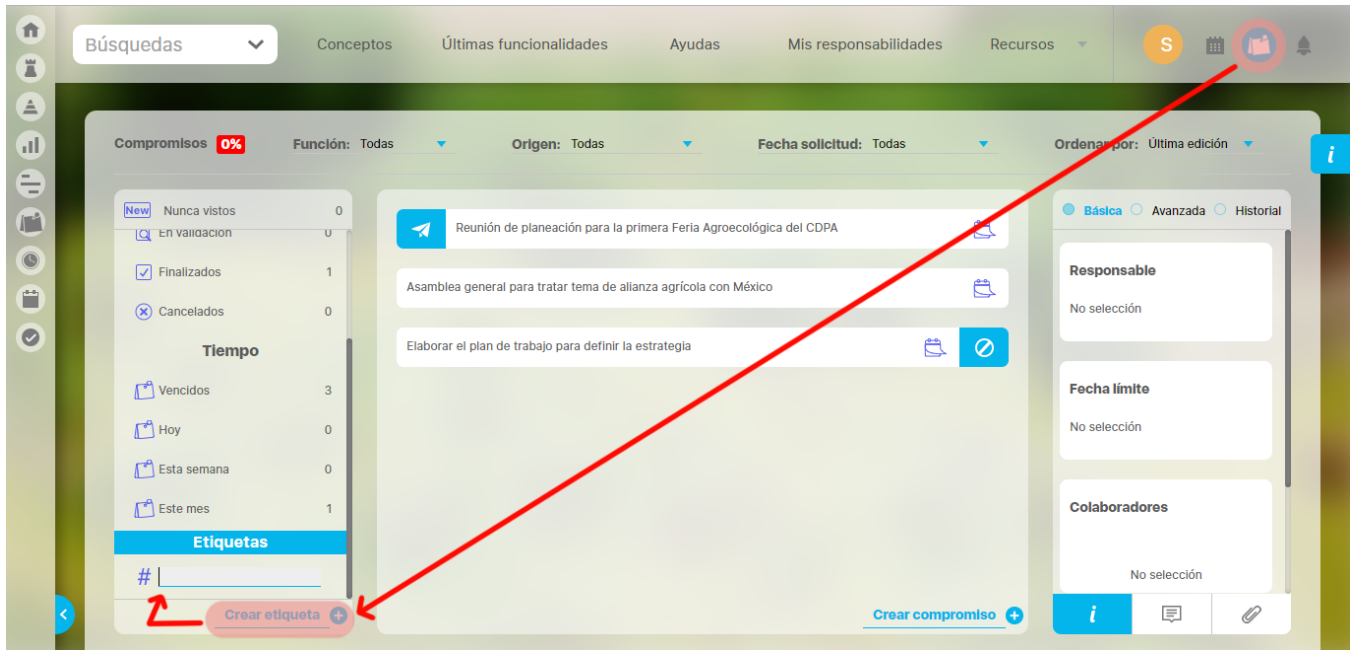 Búsquedas
Conceptos
Últimas funcionalidades
Ayudas
Mis responsabilidades
Recursos
S
Compromisos 0%
Función: Todas
Origen: Todas
Fecha solicitud: Todas
Ordenar por: Última edición
i
New Nunca vistos 0
En validación 0
Finalizados 1
Cancelados 0
Tiempo
Vencidos 3
Hoy 0
Esta semana 0
Este mes 1
Etiquetas
#
Crear etiqueta +
Reunión de planeación para la primera Feria Agroecológica del CDPA
Asamblea general para tratar tema de alianza agrícola con México
Elaborar el plan de trabajo para definir la estrategia
Crear compromiso +
Básica Avanzada Historial
Responsable
No selección
Fecha límite
No selección
Colaboradores
No selección
i